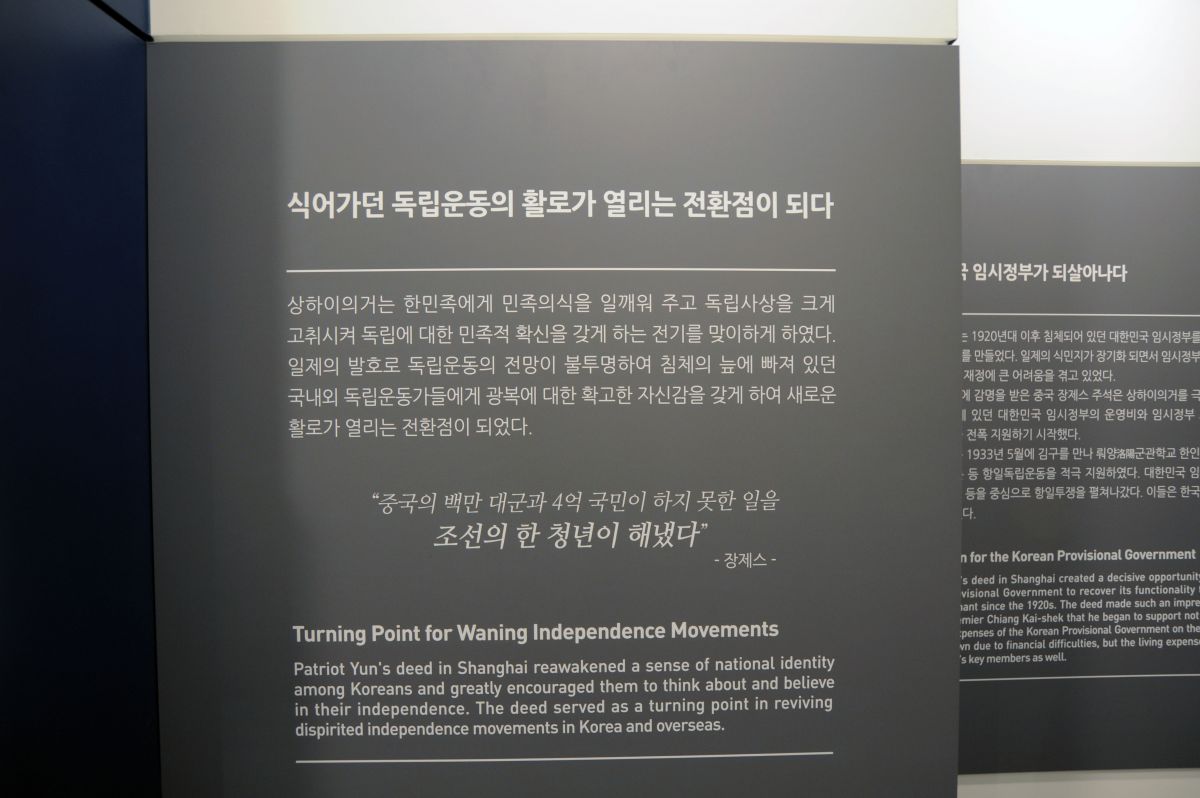 식어가던 독립운동의 활로가 열리는 전환점이 되다
상하이의거는 한민족에게 민족의식을 일깨워 주고 독립사상을 크게
고취시켜 독립에 대한 민족적 확신을 갖게 하는 전기를 맞이하게 하였다.
일제의 발호로 독립운동의 전망이 불투명하여 침체의 늪에 빠져 있던
국내외 독립운동가들에게 광복에 대한 확고한 자신감을 갖게 하여 새로운
활로가 열리는 전환점이 되었다.
“중국의 백만 대군과 4억 국민이 하지 못한 일을
조선의 한 청년이 해냈다”
- 장제스 -
Turning Point for Waning Independence Movements
Patriot Yun's deed in Shanghai reawakened a sense of national identity
among Koreans and greatly encouraged them to think about and believe
in their independence. The deed served as a turning point in reviving
dispirited independence movements in Korea and overseas.
임시정부가 되살아나다
1920년대 이후 침체되어 있던 대한민국 임시정부를
를 만들었다. 일제의 식민지가 장기화 되면서 임시정부
재정에 큰 어려움을 겪고 있었다.
에 감명을 받은 중국 장제스 주석은 상하이의거를 극
있던 대한민국 임시정부의 운영비와 임시정부
전폭 지원하기 시작했다.
1933년 5월에 김구를 만나 뤄양洛陽군관학교 한인
등 항일독립운동을 적극 지원하였다. 대한민국 임
등을 중심으로 항일투쟁을 펼쳐나갔다. 이들은 한국
다.
n for the Korean Provisional Government
's deed in Shanghai created a decisive opportunity
visional Government to recover its functionality
nant since the 1920s. The deed made such an impre
emier Chiang Kai-shek that he began to support not
penses of the Korean Provisional Government on the
wn due to financial difficulties, but the living expense
's key members as well.